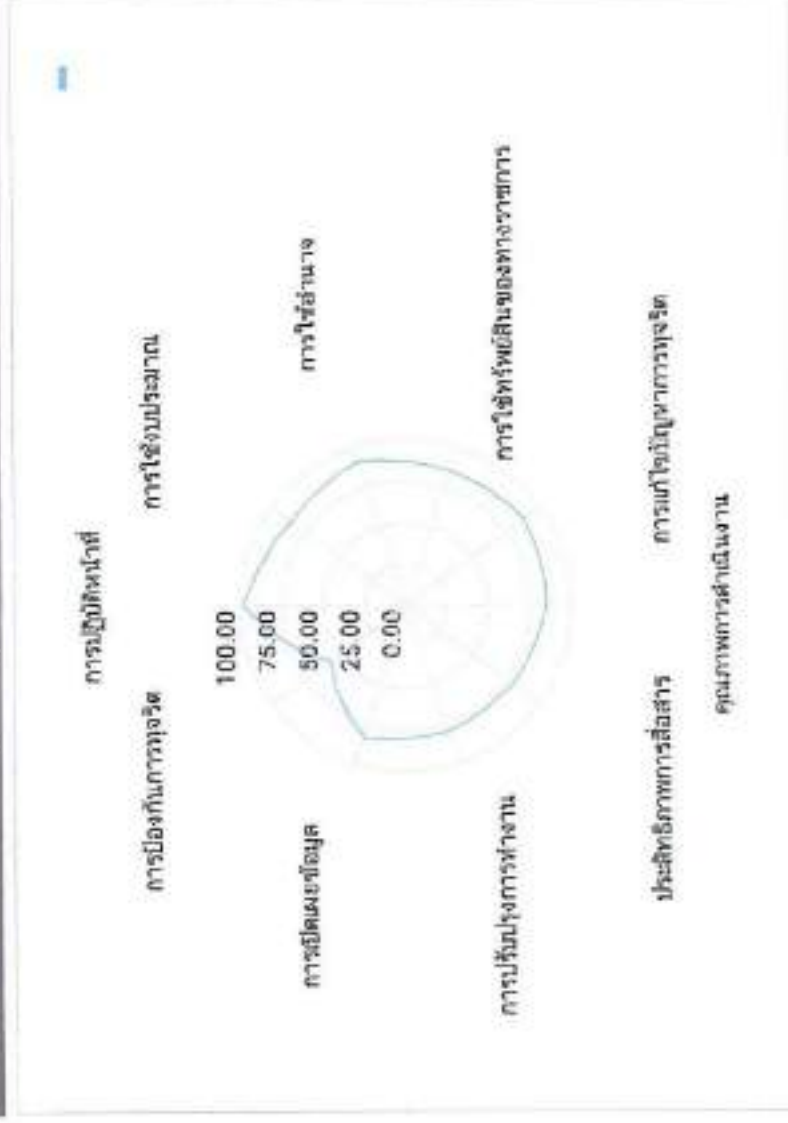 การปฏิบัติหน้าที่
การป้องกันการทุจริต
การใช้งบประมาณ
100.00
75.00
50.00
25.00
0.00
การเปิดเผยข้อมูล
การใช้อำนาจ
การปรับปรุงการทำงาน
การใช้ทรัพย์สินของทางราชการ
ประสิทธิภาพการสื่อสาร
การแก้ไขปัญหาการทุจริต
คุณภาพการดำเนินงาน